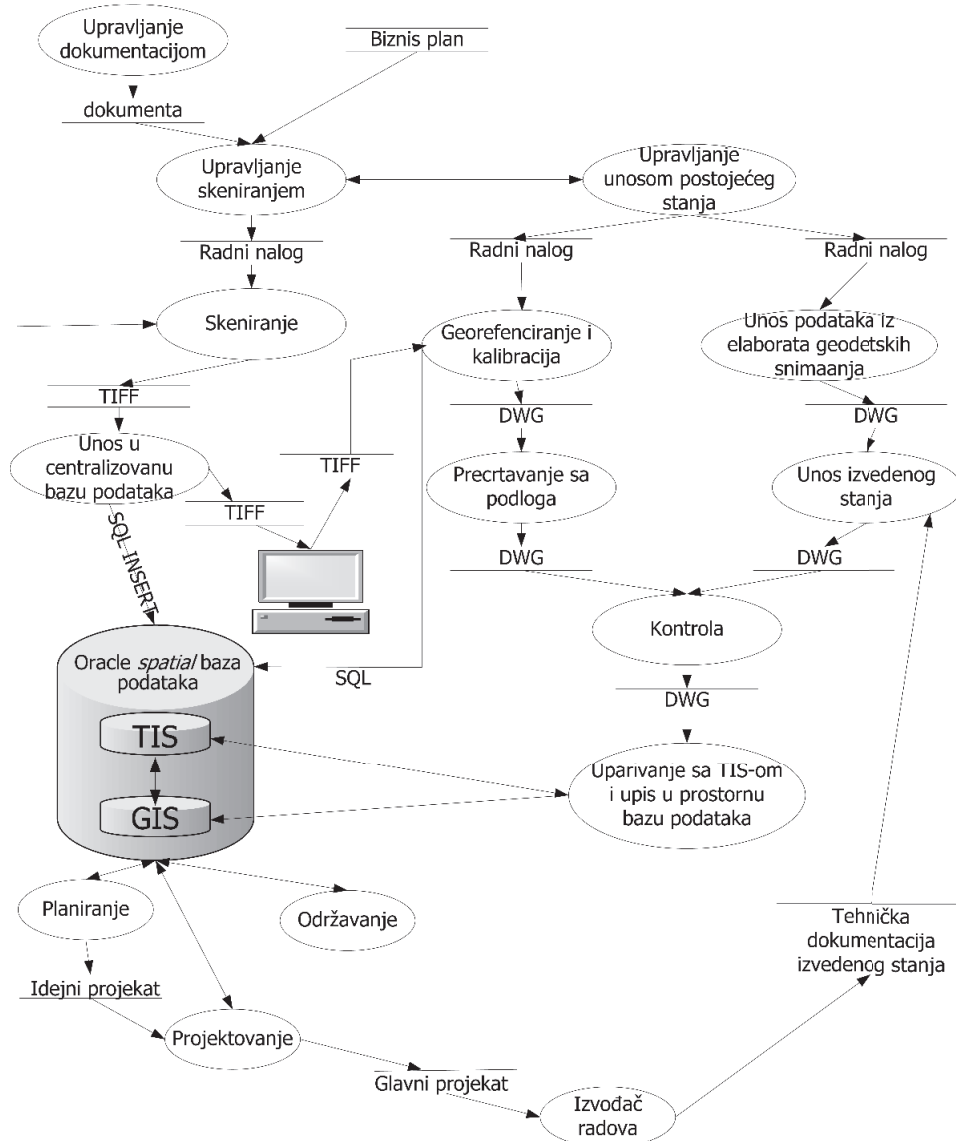 Upravljanje
dokumentacijom
Biznis plan
dokumenta
Upravljanje
skeniranjem
Upravljanje
unosom postojećeg
stanja
Radni nalog
Radni nalog
Radni nalog
Skeniranje
Georefenciranje i
kalibracija
Unos podataka iz
elaborata geodetskih
snimaanja
TIFF
DWG
DWG
Unos u
centralizovanu
bazu podataka
TIFF
Precrtavanje sa
podloga
Unos izvedenog
stanja
TIFF
SQL INSERT
DWG
DWG
Kontrola
Oracle spatial baza
podataka
SQL
DWG
TIS
GIS
Uparivanje sa TIS-om
i upis u prostornu
bazu podataka
Planiranje
Održavanje
Tehnička
dokumentacija
izvedenog stanja
Idejni projekat
Projektovanje
Glavni projekat
Izvođač
radova